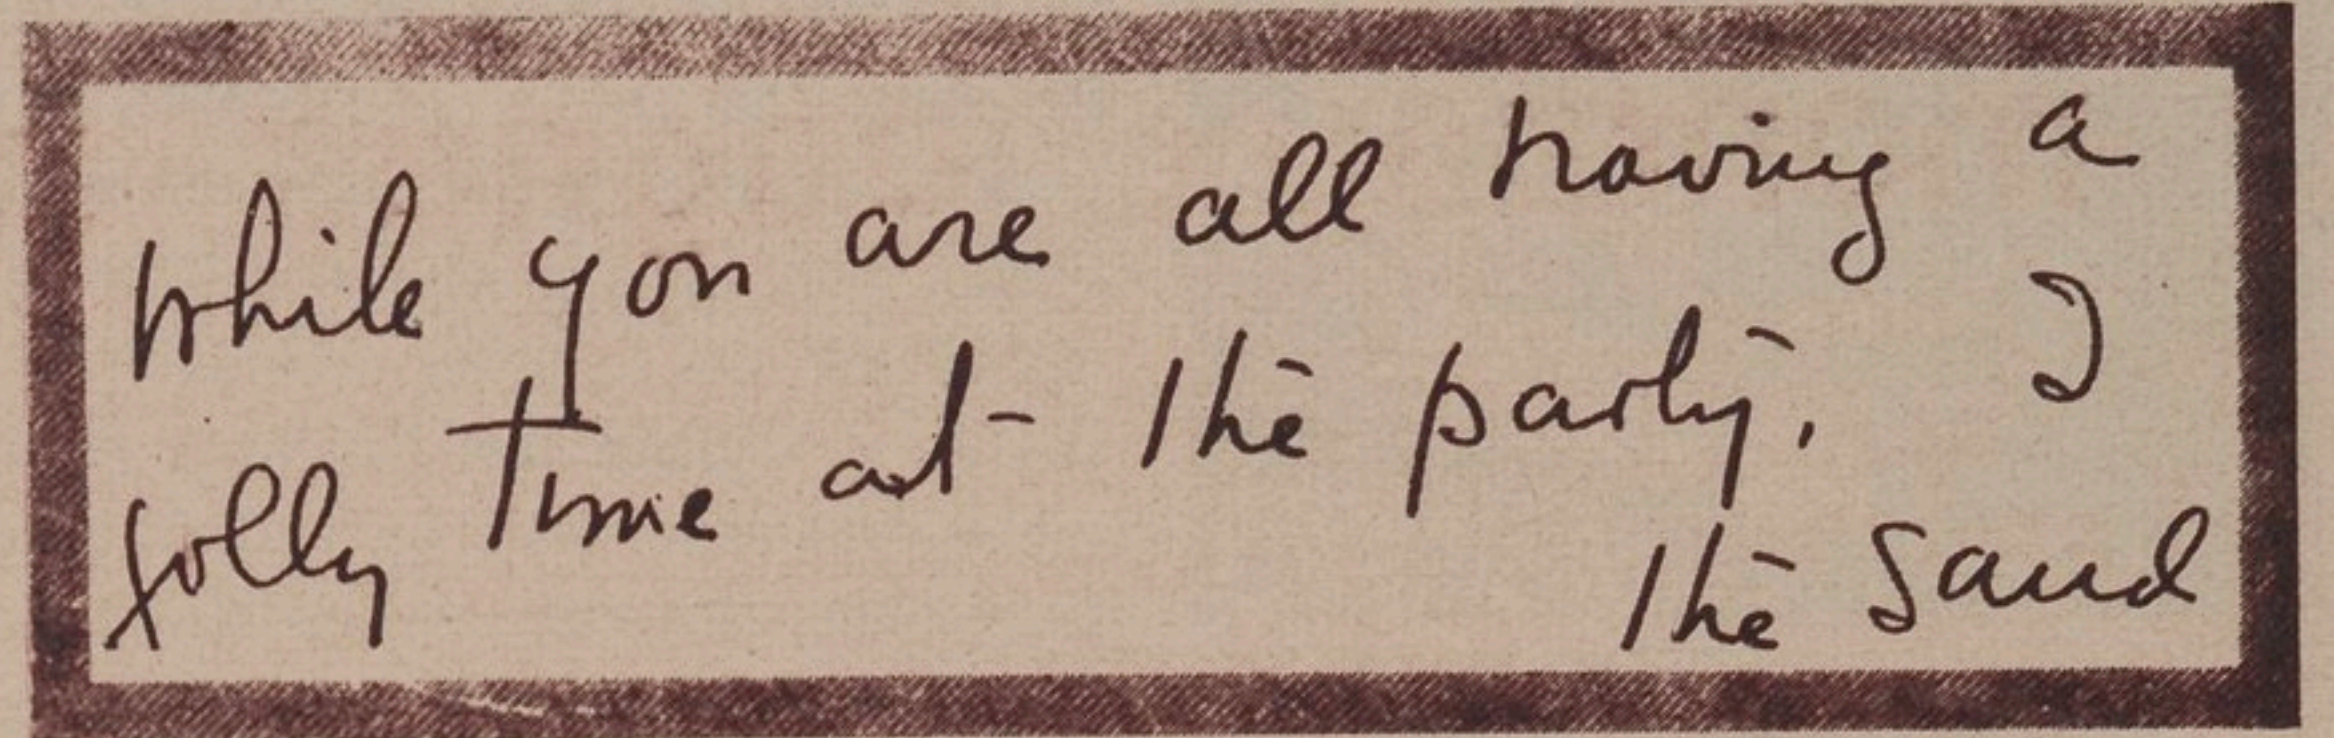 while you are all having a
jolly time at the party, I
the sand